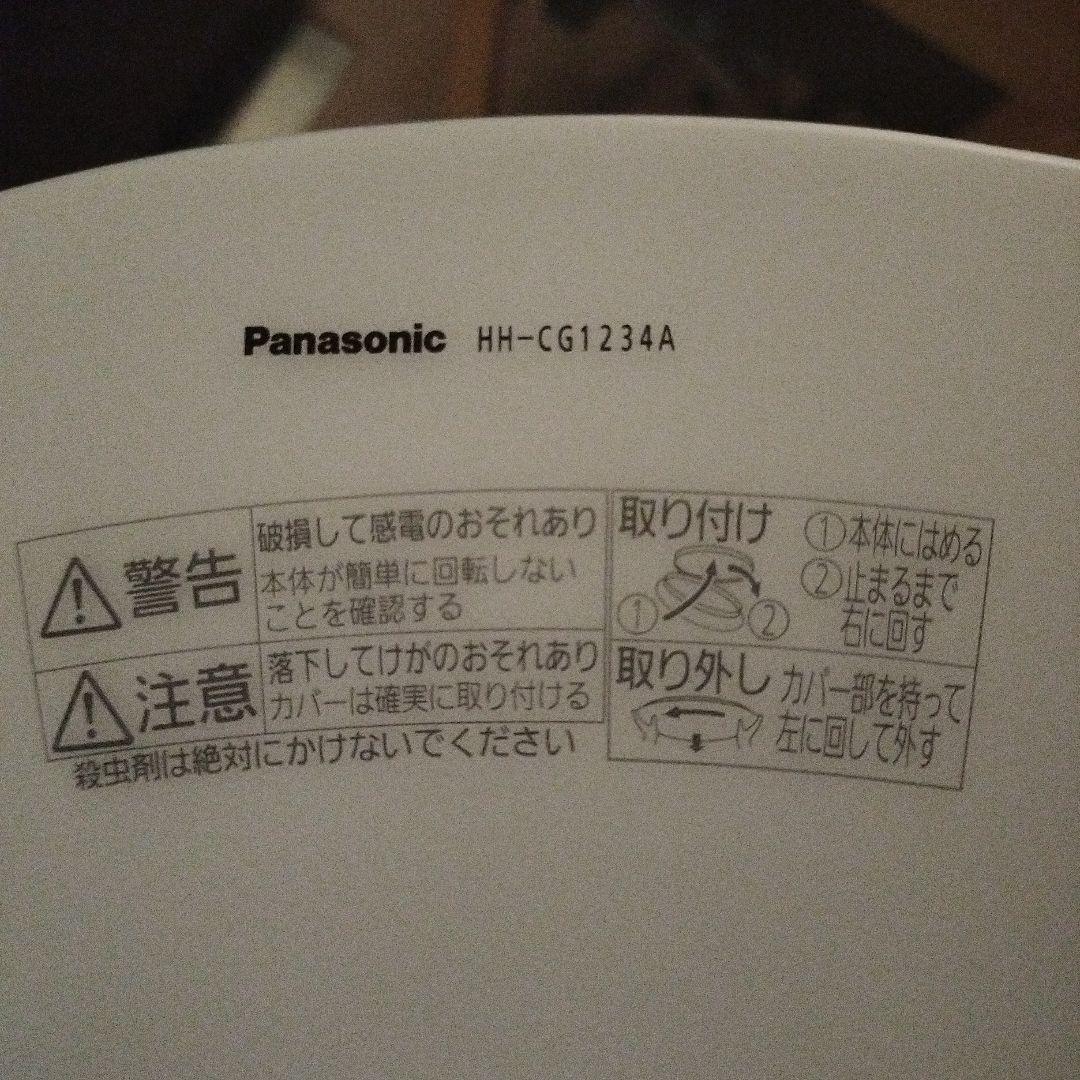 Panasonic HH-CG1234A
警告
破損して感電のおそれあり
本体が簡単に回転しない
ことを確認する
注意
落下してけがのおそれあり
カバーは確実に取り付ける
殺虫剤は絶対にかけないでください
取り付け
① ②
①本体にはめる
②止まるまで
右に回す
取り外し
カバー部を持って
左に回して外す